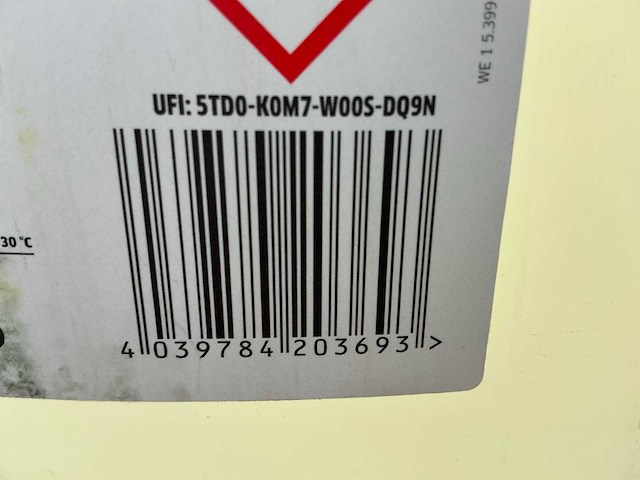 WE 1 5.399
UFI: 5TD0-K0M7-W00S-DQ9N
30 °C
4 039784 203693 >